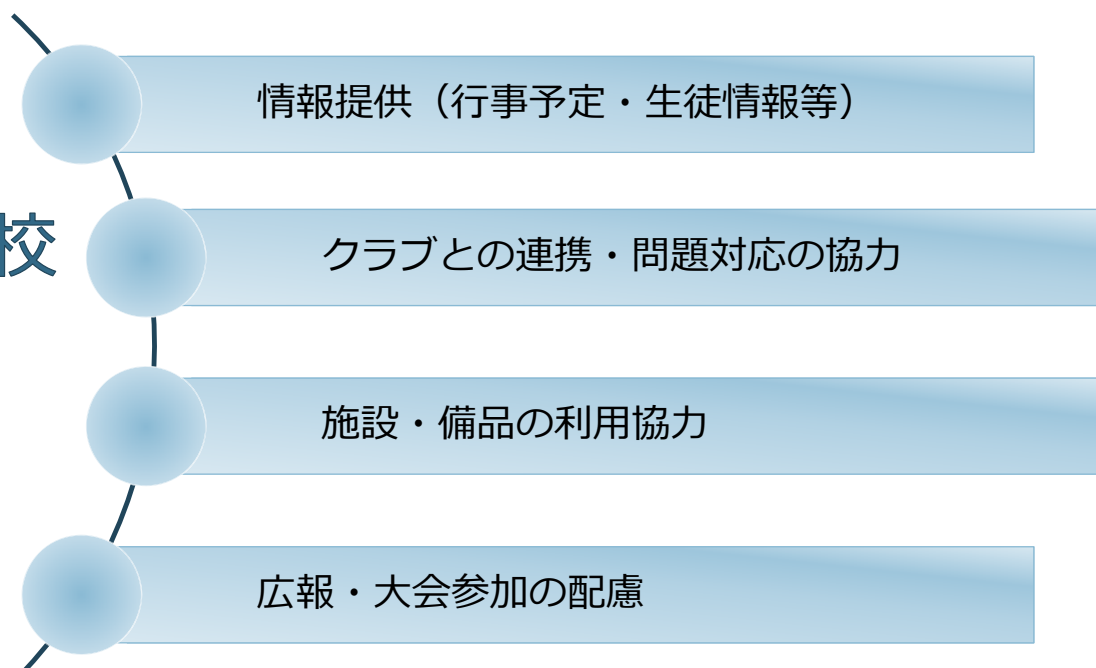 情報提供（行事予定・生徒情報等）
校
クラブとの連携・問題対応の協力
施設・備品の利用協力
広報・大会参加の配慮